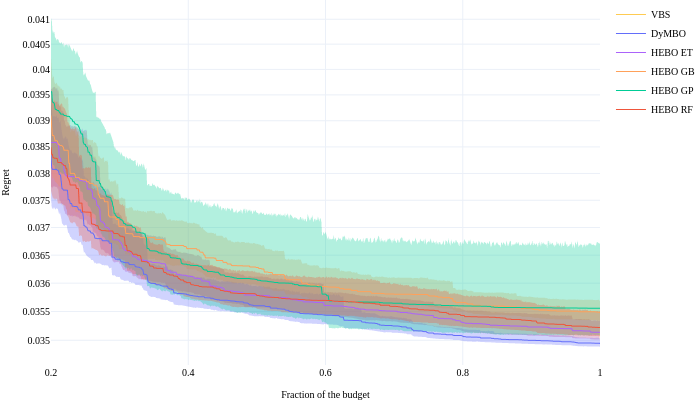 0.041
0.0405
0.04
0.0395
0.039
0.0385
0.038
0.0375
0.037
0.0365
0.036
0.0355
0.035
Regret
0.2
0.4
0.6
0.8
1
Fraction of the budget
VBS
DyMBO
HEBO ET
HEBO GB
HEBO GP
HEBO RF